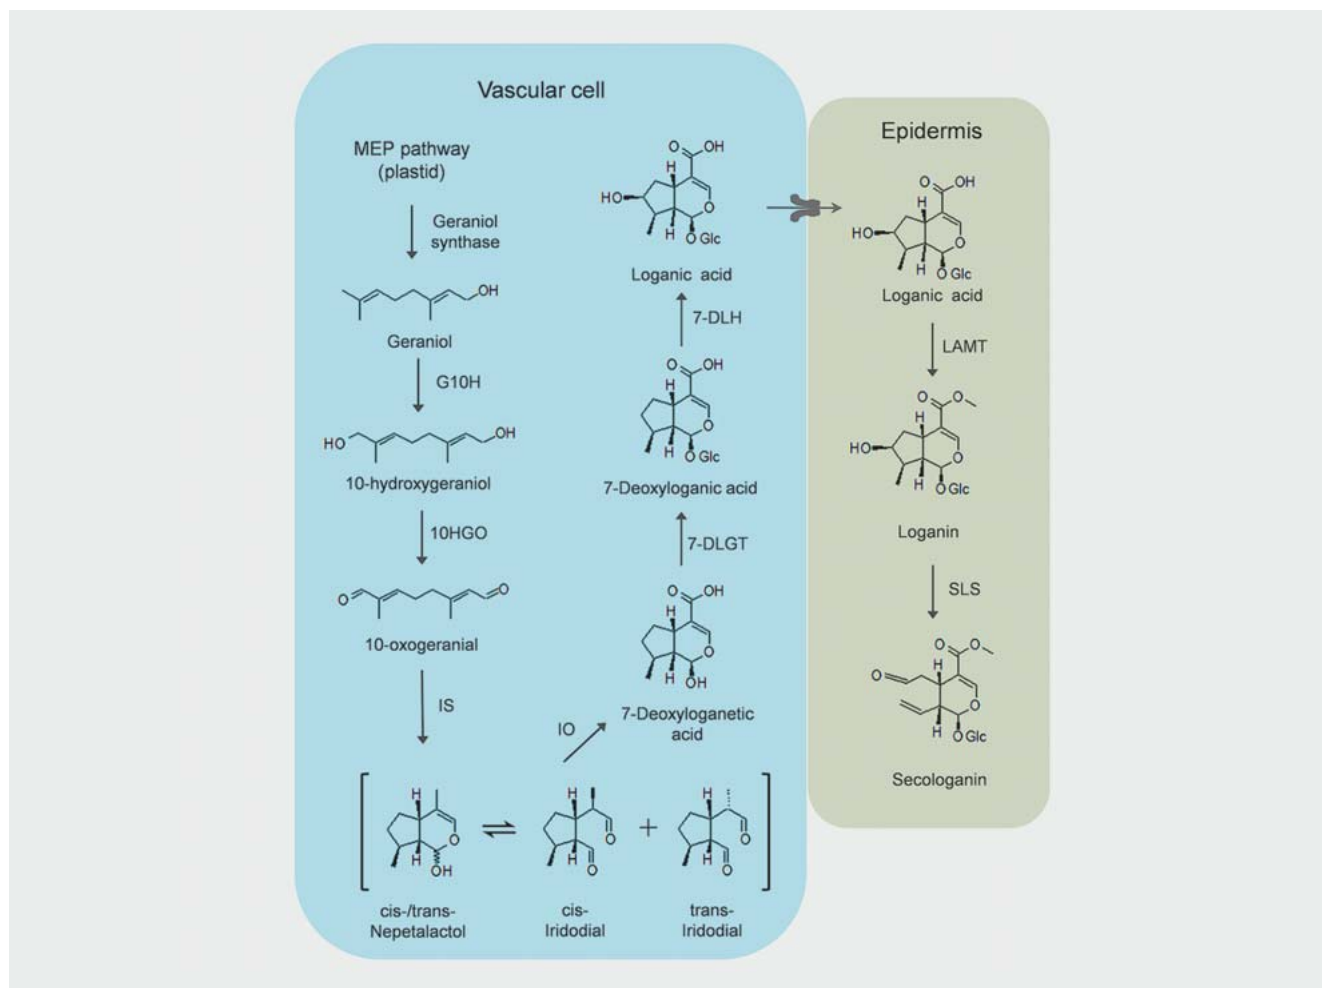 Vascular cell
MEP pathway
(plastid)
Geraniol
synthase
OH
Geraniol
G10H
HO
OH
10-hydroxygeraniol
10HGO
O
O
10-oxogeranial
IS
H
O
H
OH
cis-/trans-
Nepetalactol
H
O
H
O
cis-
Iridodial
+
H
O
H
O
trans-
Iridodial
IO
O
OH
H
O
H
OH
7-Deoxyloganetic
acid
7-DLGT
O
OH
H
O
H
O Glc
7-Deoxyloganic acid
7-DLH
O
OH
H
HO
O
H
O Glc
Loganic acid
Epidermis
O
OH
H
HO
O
H
O Glc
Loganic acid
LAMT
O
O
H
HO
O
H
O Glc
Loganin
SLS
O
O
H
O
O
H
O Glc
Secologanin